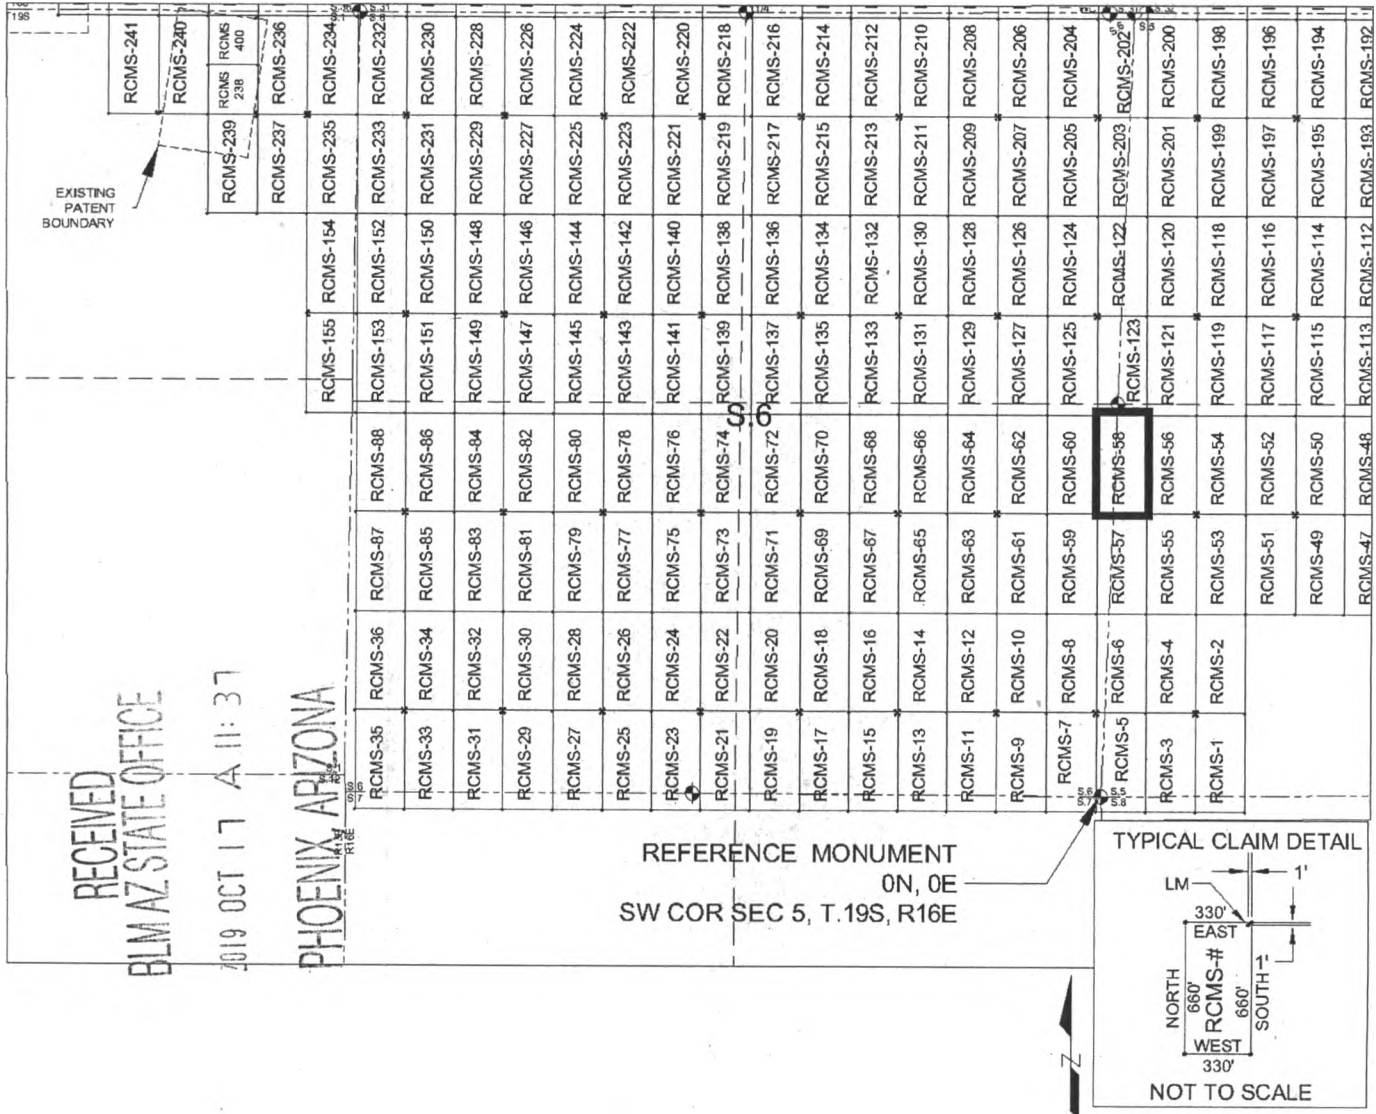 19S
S.1 S.6
1/4
S.6 S.5
RCMS-241 RCMS-240 RCMS 400 RCMS-236 RCMS-234 RCMS-232 RCMS-230 RCMS-228 RCMS-226 RCMS-224 RCMS-222 RCMS-220 RCMS-218 RCMS-216 RCMS-214 RCMS-212 RCMS-210 RCMS-208 RCMS-206 RCMS-204 RCMS-202 RCMS-200 RCMS-198 RCMS-196 RCMS-194 RCMS-192
RCMS 238
RCMS-239 RCMS-237 RCMS-235 RCMS-233 RCMS-231 RCMS-229 RCMS-227 RCMS-225 RCMS-223 RCMS-221 RCMS-219 RCMS-217 RCMS-215 RCMS-213 RCMS-211 RCMS-209 RCMS-207 RCMS-205 RCMS-203 RCMS-201 RCMS-199 RCMS-197 RCMS-195 RCMS-193
EXISTING
PATENT
BOUNDARY
RCMS-154 RCMS-152 RCMS-150 RCMS-148 RCMS-146 RCMS-144 RCMS-142 RCMS-140 RCMS-138 RCMS-136 RCMS-134 RCMS-132 RCMS-130 RCMS-128 RCMS-126 RCMS-124 RCMS-122 RCMS-120 RCMS-118 RCMS-116 RCMS-114 RCMS-112
RCMS-155 RCMS-153 RCMS-151 RCMS-149 RCMS-147 RCMS-145 RCMS-143 RCMS-141 RCMS-139 RCMS-137 RCMS-135 RCMS-133 RCMS-131 RCMS-129 RCMS-127 RCMS-125 RCMS-123 RCMS-121 RCMS-119 RCMS-117 RCMS-115 RCMS-113
S.6
RCMS-88 RCMS-86 RCMS-84 RCMS-82 RCMS-80 RCMS-78 RCMS-76 RCMS-74 RCMS-72 RCMS-70 RCMS-68 RCMS-66 RCMS-64 RCMS-62 RCMS-60 RCMS-58 RCMS-56 RCMS-54 RCMS-52 RCMS-50 RCMS-48
RCMS-87 RCMS-85 RCMS-83 RCMS-81 RCMS-79 RCMS-77 RCMS-75 RCMS-73 RCMS-71 RCMS-69 RCMS-67 RCMS-65 RCMS-63 RCMS-61 RCMS-59 RCMS-57 RCMS-55 RCMS-53 RCMS-51 RCMS-49 RCMS-47
RCMS-36 RCMS-34 RCMS-32 RCMS-30 RCMS-28 RCMS-26 RCMS-24 RCMS-22 RCMS-20 RCMS-18 RCMS-16 RCMS-14 RCMS-12 RCMS-10 RCMS-8 RCMS-6 RCMS-4 RCMS-2
RCMS-35 RCMS-33 RCMS-31 RCMS-29 RCMS-27 RCMS-25 RCMS-23 RCMS-21 RCMS-19 RCMS-17 RCMS-15 RCMS-13 RCMS-11 RCMS-9 RCMS-7 RCMS-5 RCMS-3 RCMS-1
S.6
S.7
S.6 S.5
S.7 S.8
R16E
RECEIVED
BLM AZ STATE OFFICE
2019 OCT 17 A 11: 37
PHOENIX ARIZONA
REFERENCE MONUMENT
0N, 0E
SW COR SEC 5, T.19S, R16E
N
TYPICAL CLAIM DETAIL
LM
1'
330'
EAST
1'
NORTH
660'
RCMS-#
660'
SOUTH
WEST
330'
NOT TO SCALE